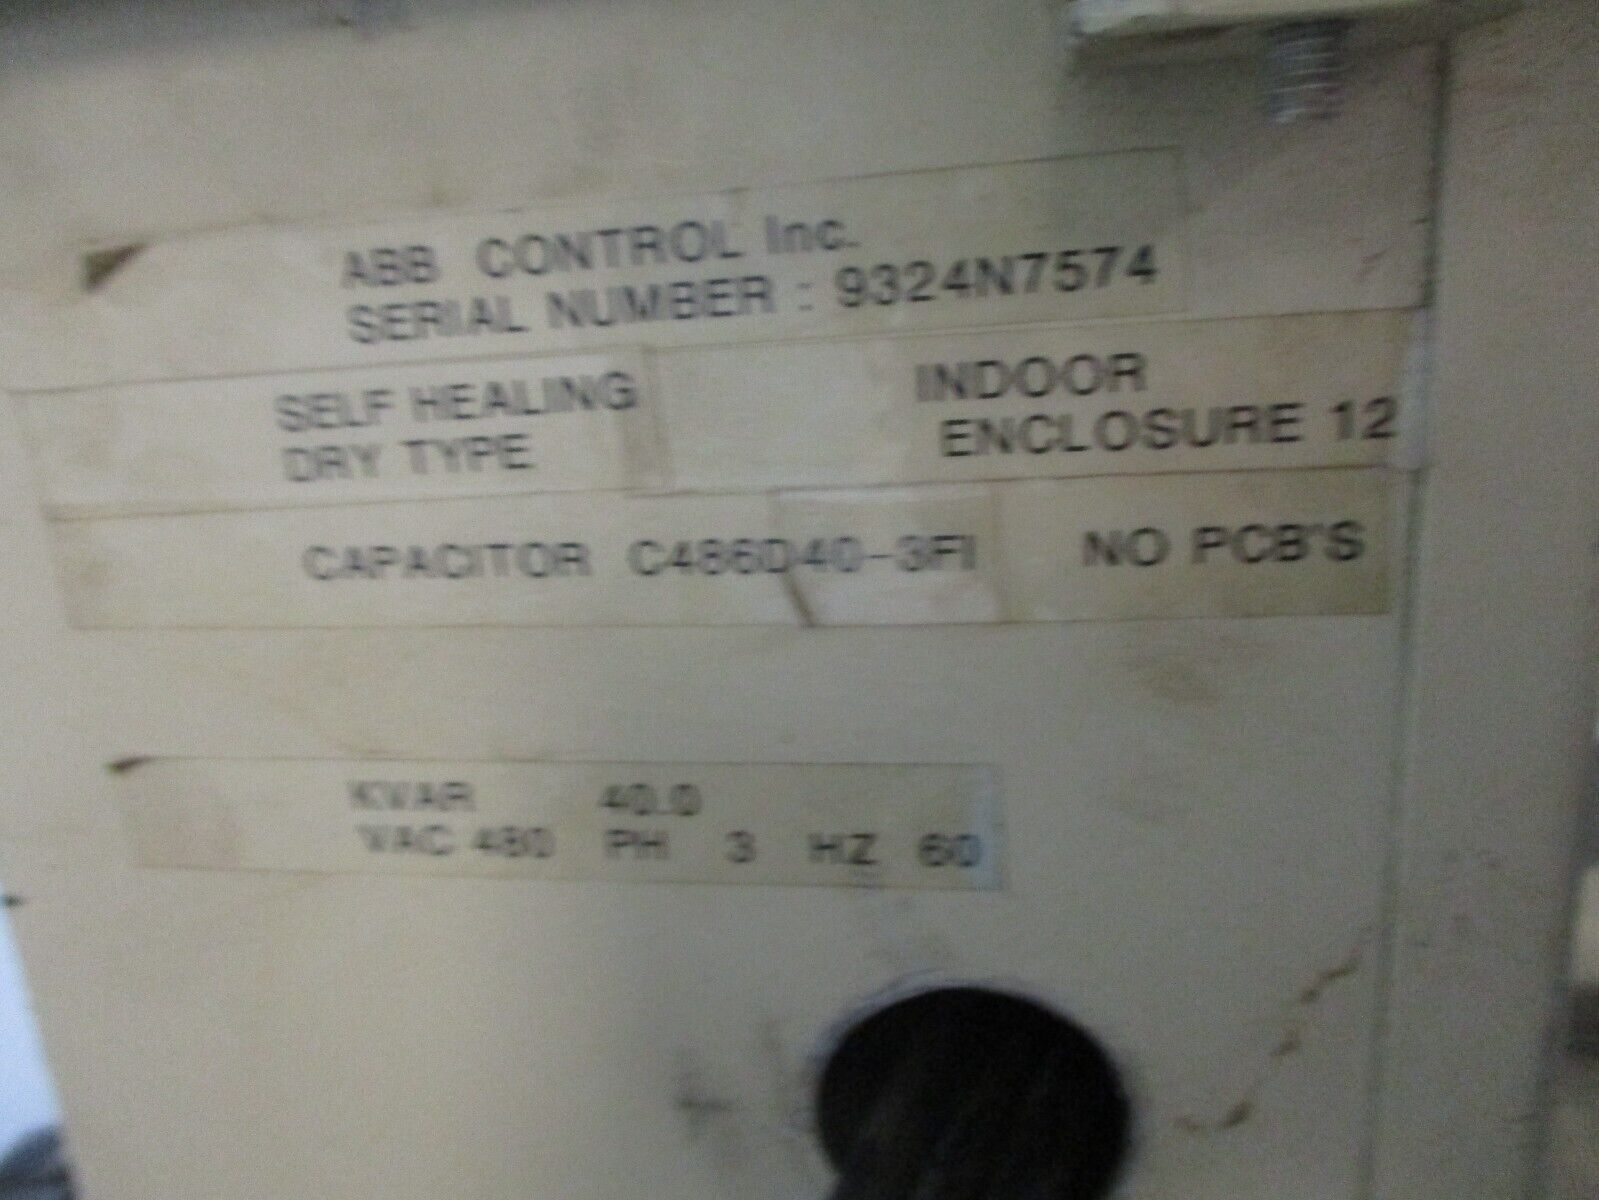 ABB CONTROL Inc.
SERIAL NUMBER : 9324N7574
SELF HEALING
DRY TYPE
INDOOR
ENCLOSURE 12
CAPACITOR C486D40-3FI NO PCB'S
KVAR 40.0
VAC 480 PH 3 HZ 60